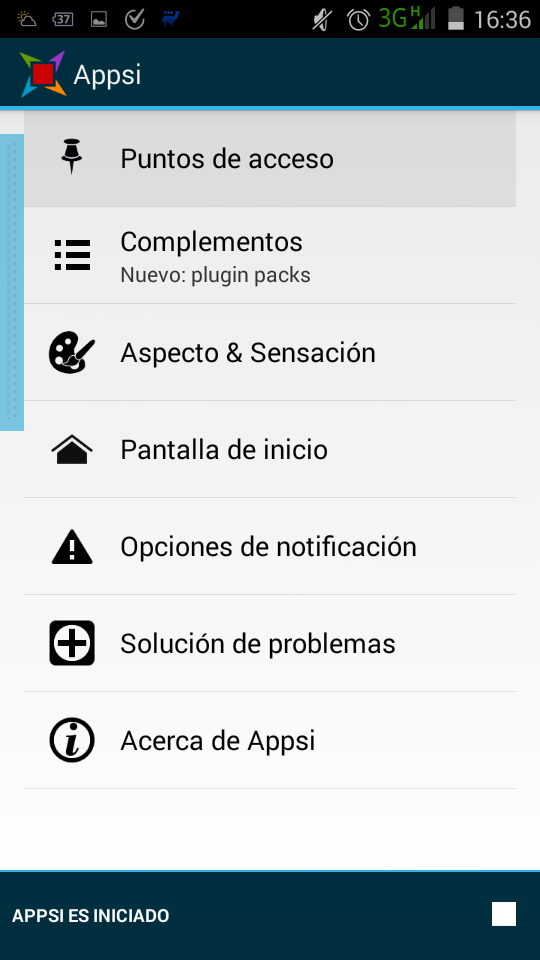 37
3G H
16:36
Appsi
Puntos de acceso
Complementos
Nuevo: plugin packs
Aspecto & Sensación
Pantalla de inicio
Opciones de notificación
Solución de problemas
Acerca de Appsi
APPSI ES INICIADO